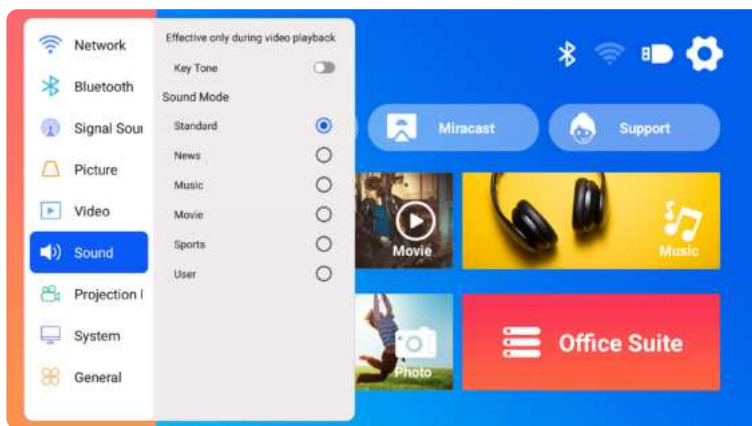 Network
Bluetooth
Signal Sour
Picture
Video
Sound
Projection
System
General
Effective only during video playback
Key Tone
Sound Mode
Standard
News
Music
Movie
Sports
User
Miracast
Support
Movie
Music
Photo
Office Suite